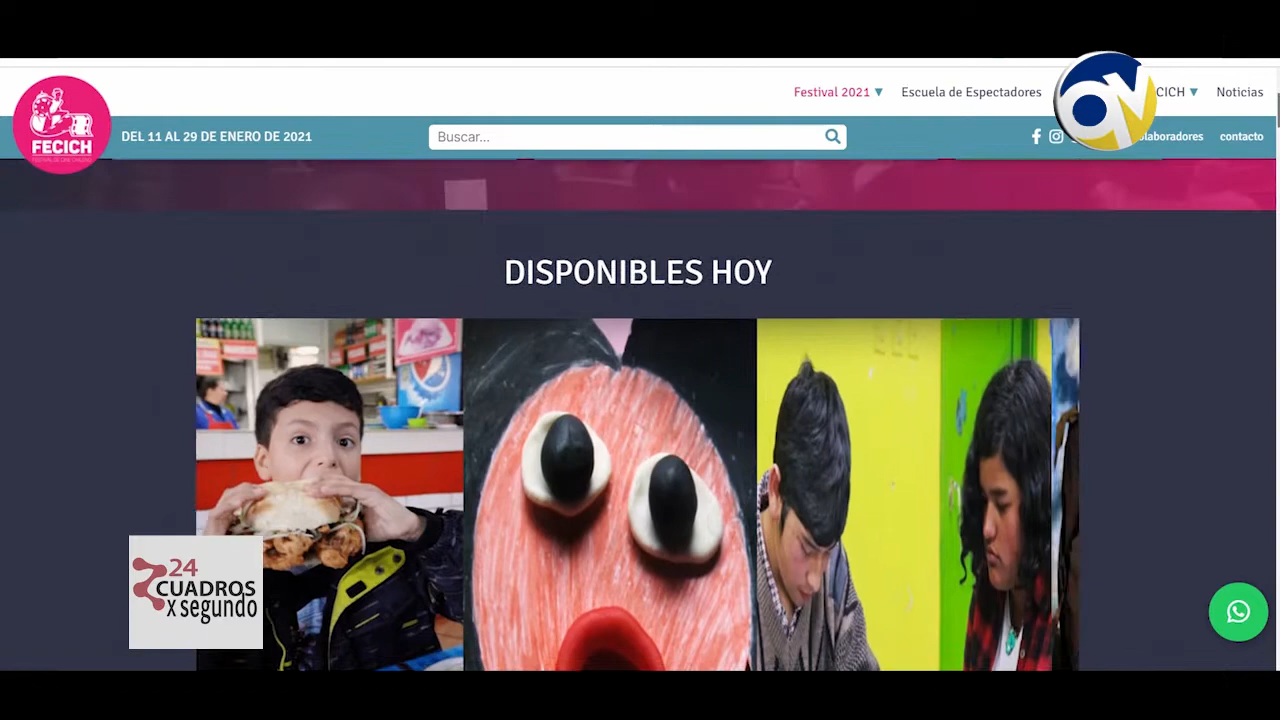 Festival 2021 ▼ Escuela de Espectadores CICH ▼ Noticias
FECICH
FESTIVAL DE CINE CHILENO
DEL 11 AL 29 DE ENERO DE 2021
Buscar...
olaboradores contacto
DISPONIBLES HOY
24
CUADROS
x segundo